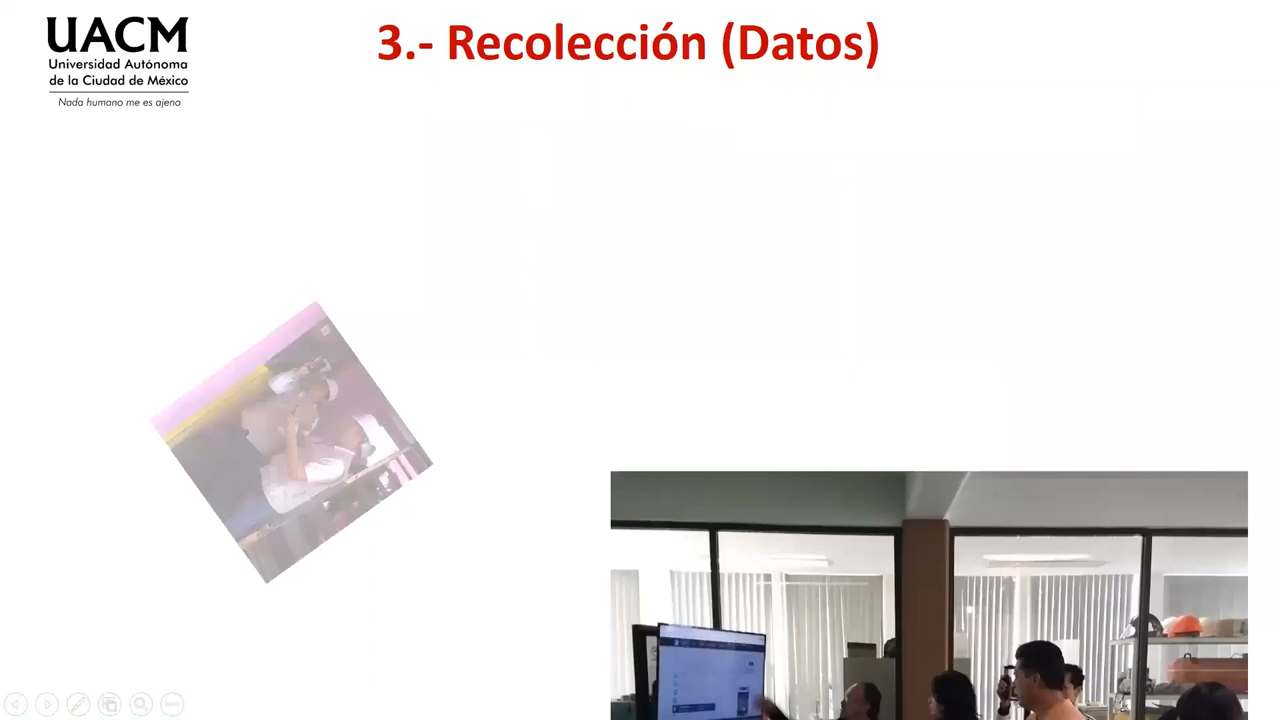 UACM
Universidad Autónoma
de la Ciudad de México
Nada humano me es ajeno
3.- Recolección (Datos)